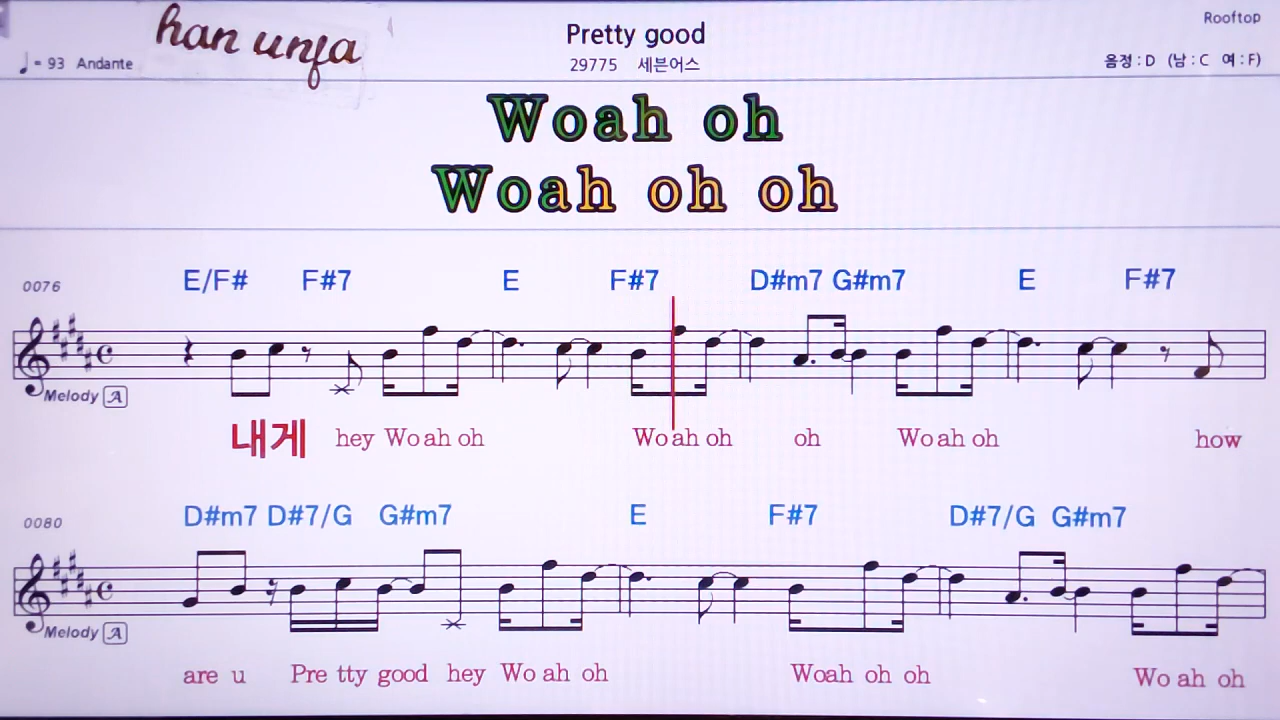 han unfa
Pretty good
Rooftop
♩= 93 Andante
29775 세븐어스
음정 : D (남 : C 여 : F)
Woah oh
Woah oh oh
0076
E/F# F#7 E F#7 D#m7 G#m7 E F#7
Melody A
내게 hey Wo ah oh Wo ah oh oh Wo ah oh how
0080
D#m7 D#7/G G#m7 E F#7 D#7/G G#m7
Melody A
are u Pre tty good hey Wo ah oh Woah oh oh Wo ah oh